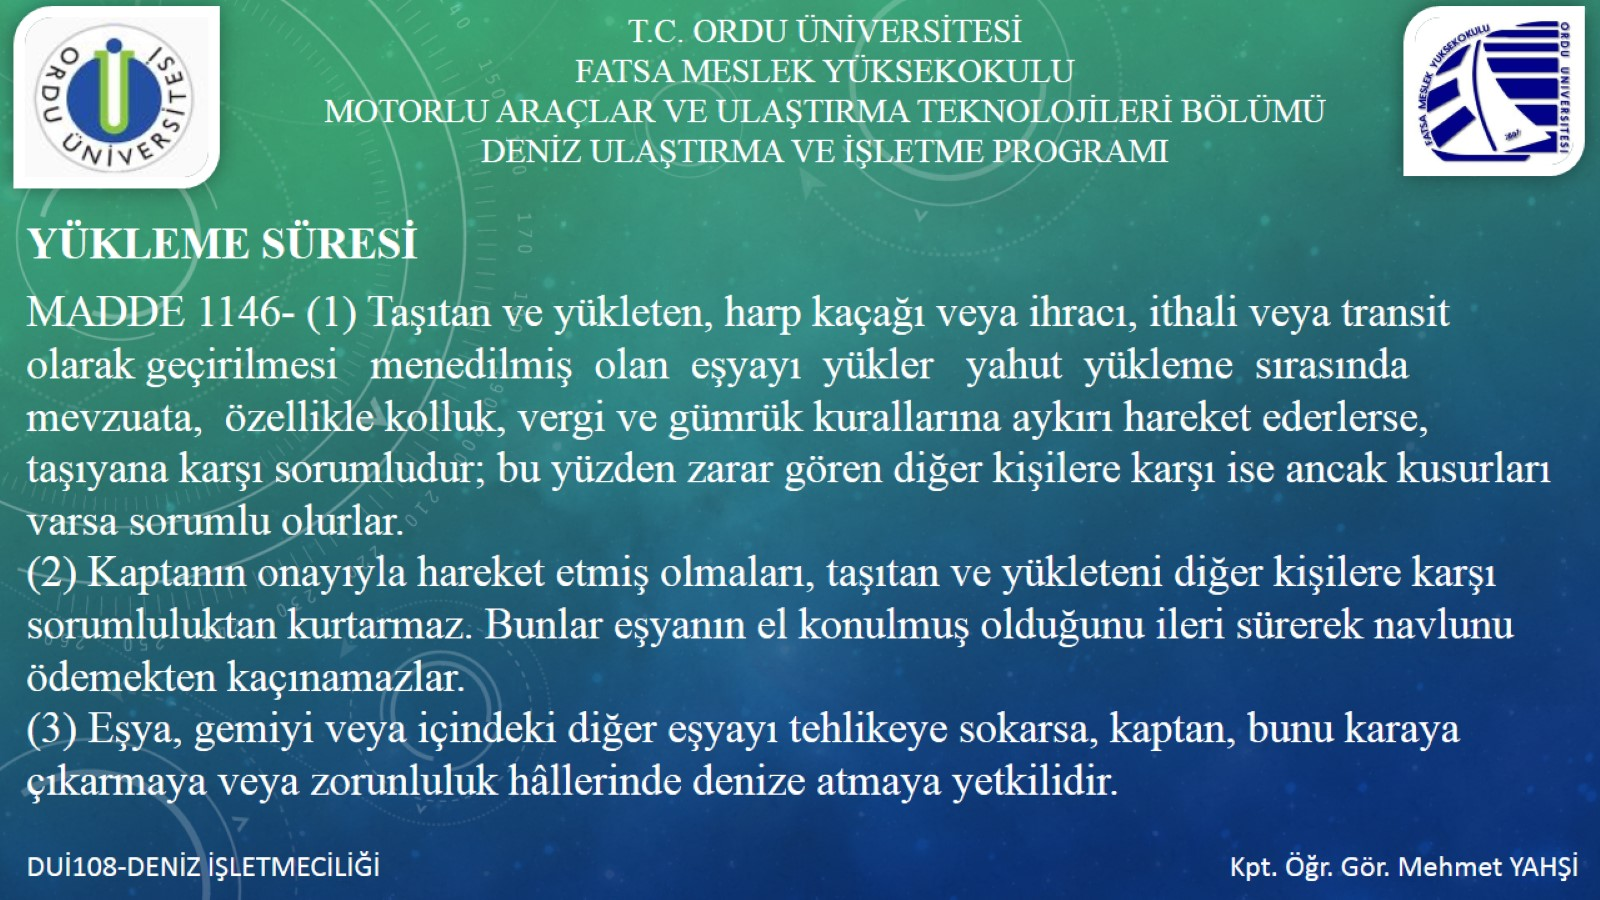 T.C. ORDU ÜNİVERSİTESİ
FATSA MESLEK YÜKSEKOKULU
MOTORLU ARAÇLAR VE ULAŞTIRMA TEKNOLOJİLERİ BÖLÜMÜ
DENİZ ULAŞTIRMA VE İŞLETME PROGRAMI
ORDU ÜNİVERSİTESİ
FATSA MESLEK YÜKSEKOKULU
ORDU ÜNİVERSİTESİ
YÜKLEME SÜRESİ
MADDE 1146- (1) Taşıtan ve yükleten, harp kaçağı veya ihracı, ithali veya transit
olarak geçirilmesi menedilmiş olan eşyayı yükler yahut yükleme sırasında
mevzuata, özellikle kolluk, vergi ve gümrük kurallarına aykırı hareket ederlerse,
taşıyana karşı sorumludur; bu yüzden zarar gören diğer kişilere karşı ise ancak kusurları
varsa sorumlu olurlar.
(2) Kaptanın onayıyla hareket etmiş olmaları, taşıtan ve yükleteni diğer kişilere karşı
sorumluluktan kurtarmaz. Bunlar eşyanın el konulmuş olduğunu ileri sürerek navlunu
ödemekten kaçınamazlar.
(3) Eşya, gemiyi veya içindeki diğer eşyayı tehlikeye sokarsa, kaptan, bunu karaya
çıkarmaya veya zorunluluk hâllerinde denize atmaya yetkilidir.
DUİ108-DENİZ İŞLETMECİLİĞİ
Kpt. Öğr. Gör. Mehmet YAHŞİ